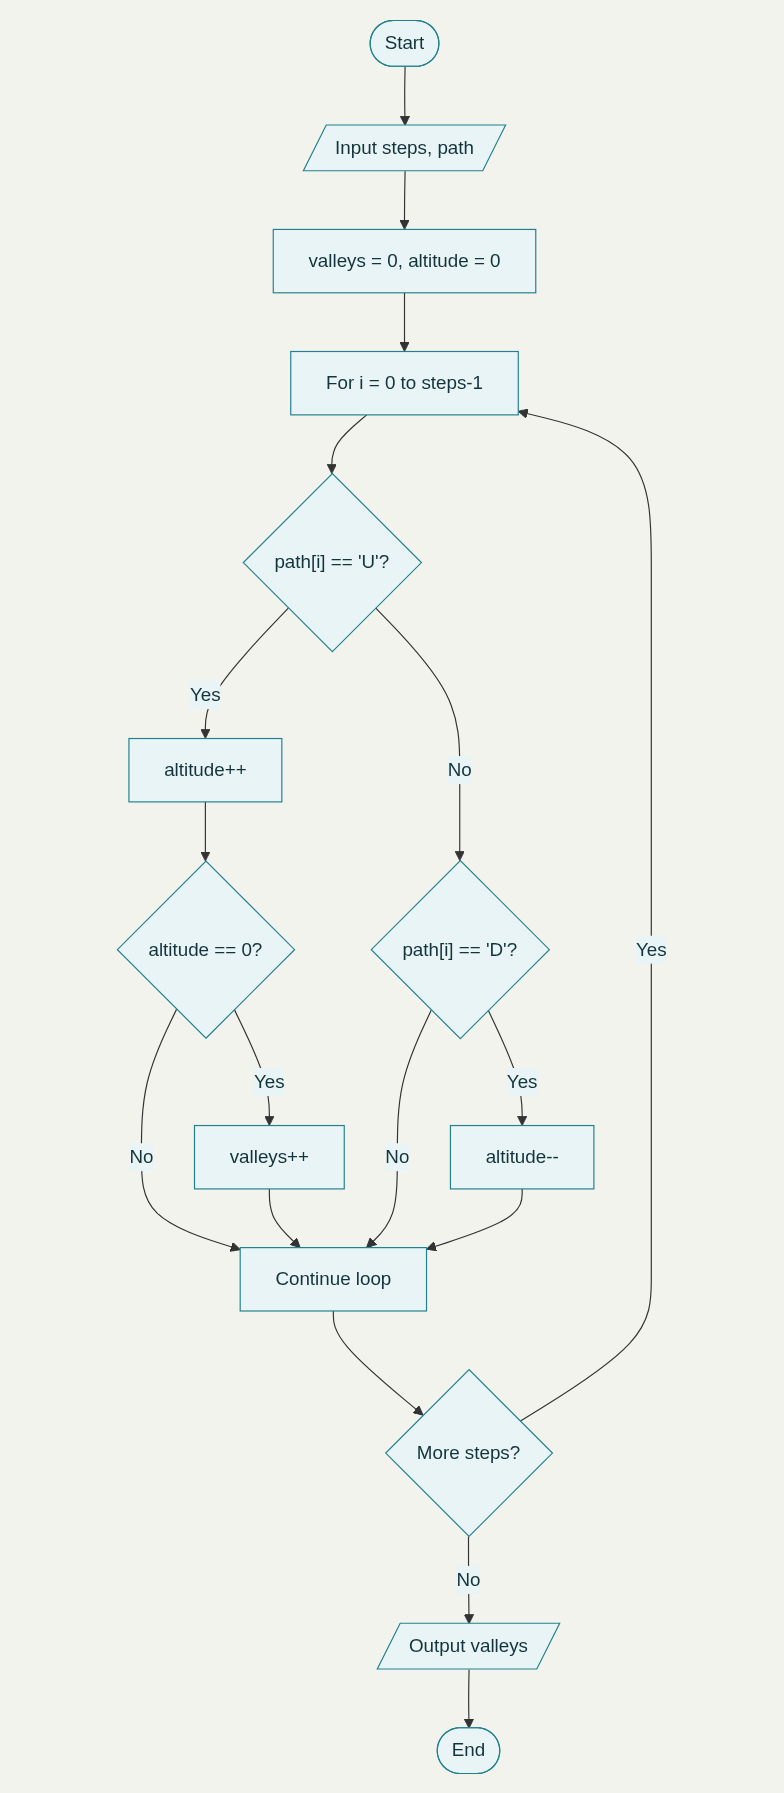 Start
Input steps, path
valleys = 0, altitude = 0
For i = 0 to steps-1
path[i] == 'U'?
Yes
altitude++
No
altitude == 0?
path[i] == 'D'?
Yes
Yes
Yes
No
valleys++
No
altitude--
Continue loop
More steps?
No
Output valleys
End